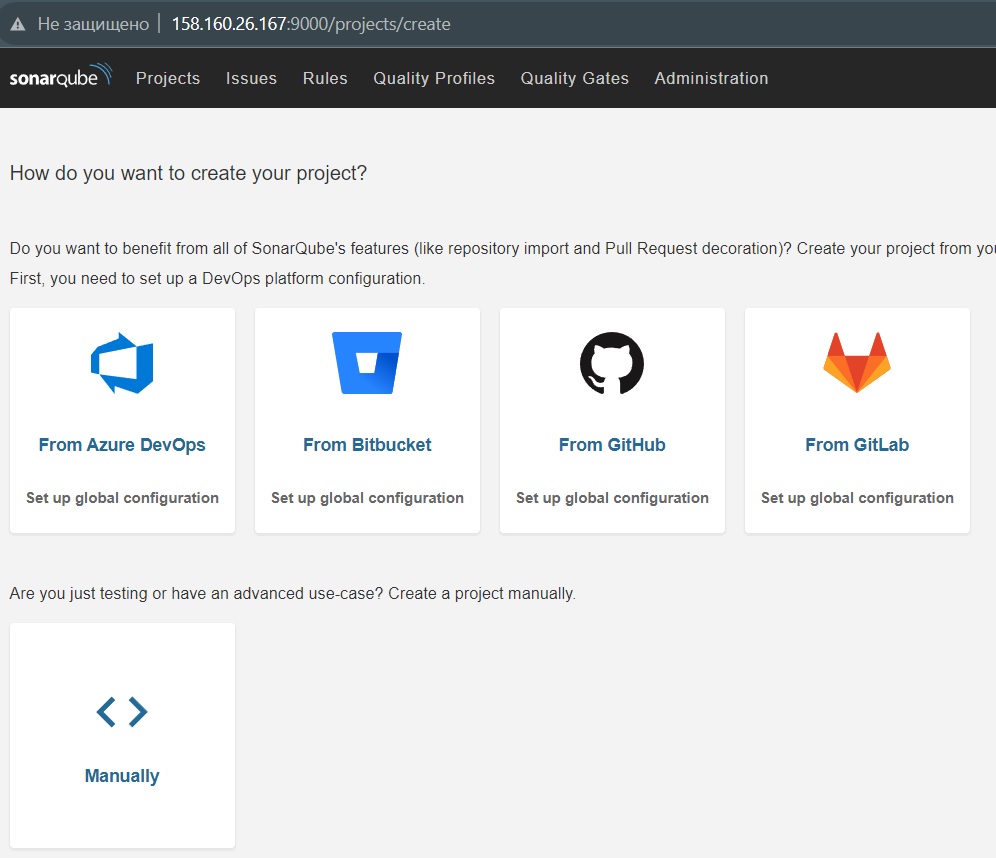 Не защищено 158.160.26.167:9000/projects/create
sonarqube Projects Issues Rules Quality Profiles Quality Gates Administration
How do you want to create your project?
Do you want to benefit from all of SonarQube's features (like repository import and Pull Request decoration)? Create your project from
First, you need to set up a DevOps platform configuration.
From Azure DevOps From Bitbucket From GitHub From GitLab
Set up global configuration Set up global configuration Set up global configuration Set up global configuration
Are you just testing or have an advanced use-case? Create a project manually.
Manually